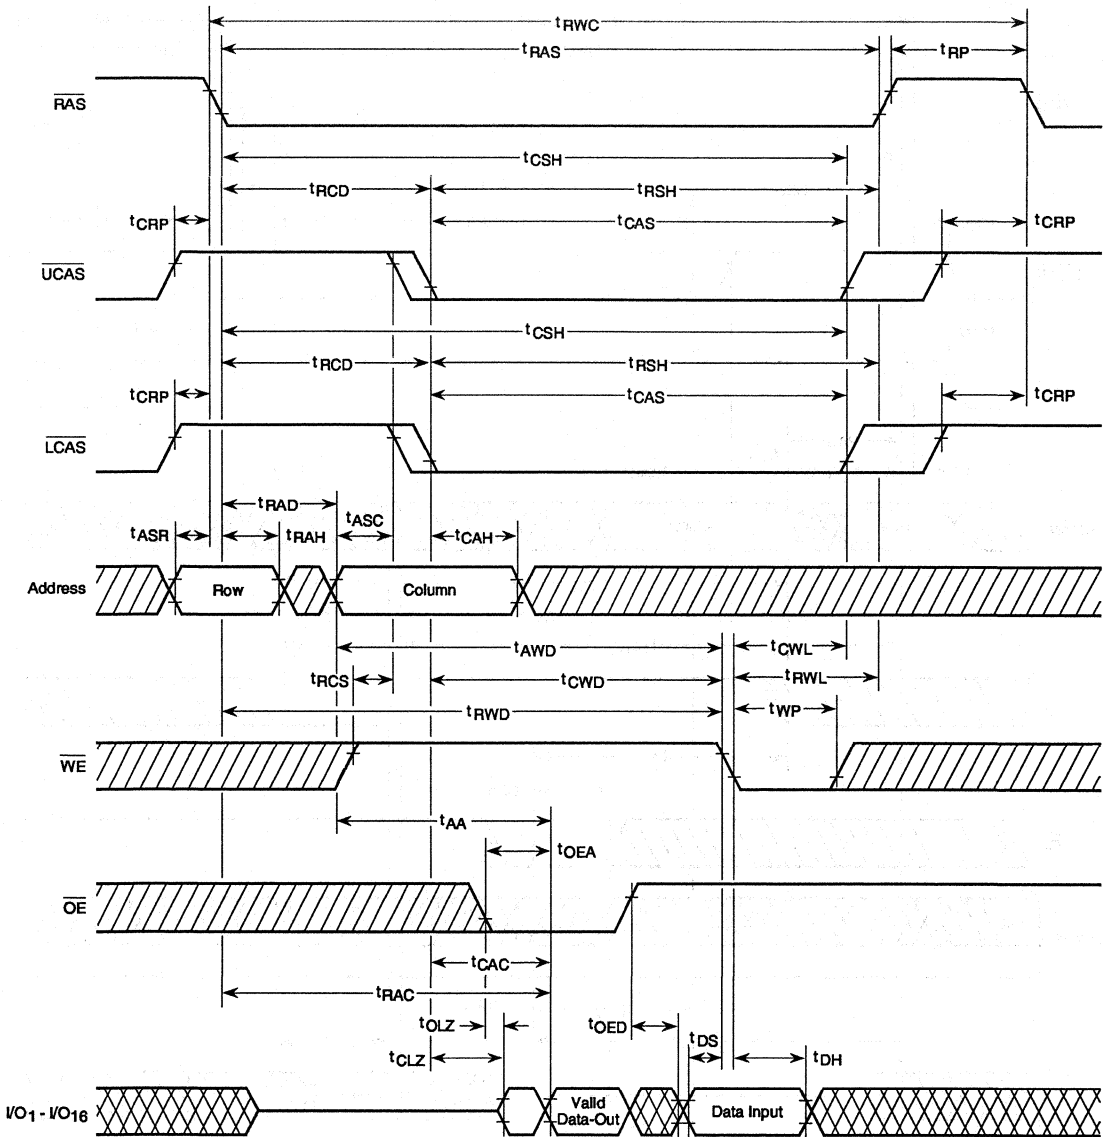 tRWC
tRAS
tRP
RAS
tCSH
tRCD
tRSH
tCRP
tCAS
tCRP
UCAS
tCSH
tRCD
tRSH
tCRP
tCAS
tCRP
LCAS
tRAD
tASC
tASR
tRAH
tCAH
Address
Row
Column
tAWD
tCWL
tRCS
tCWD
tRWL
tRWD
tWP
WE
tAA
tOEA
OE
tCAC
tRAC
tOLZ
tOED
tDS
tCLZ
tDH
I/O1 - I/O16
Valid
Data-Out
Data Input